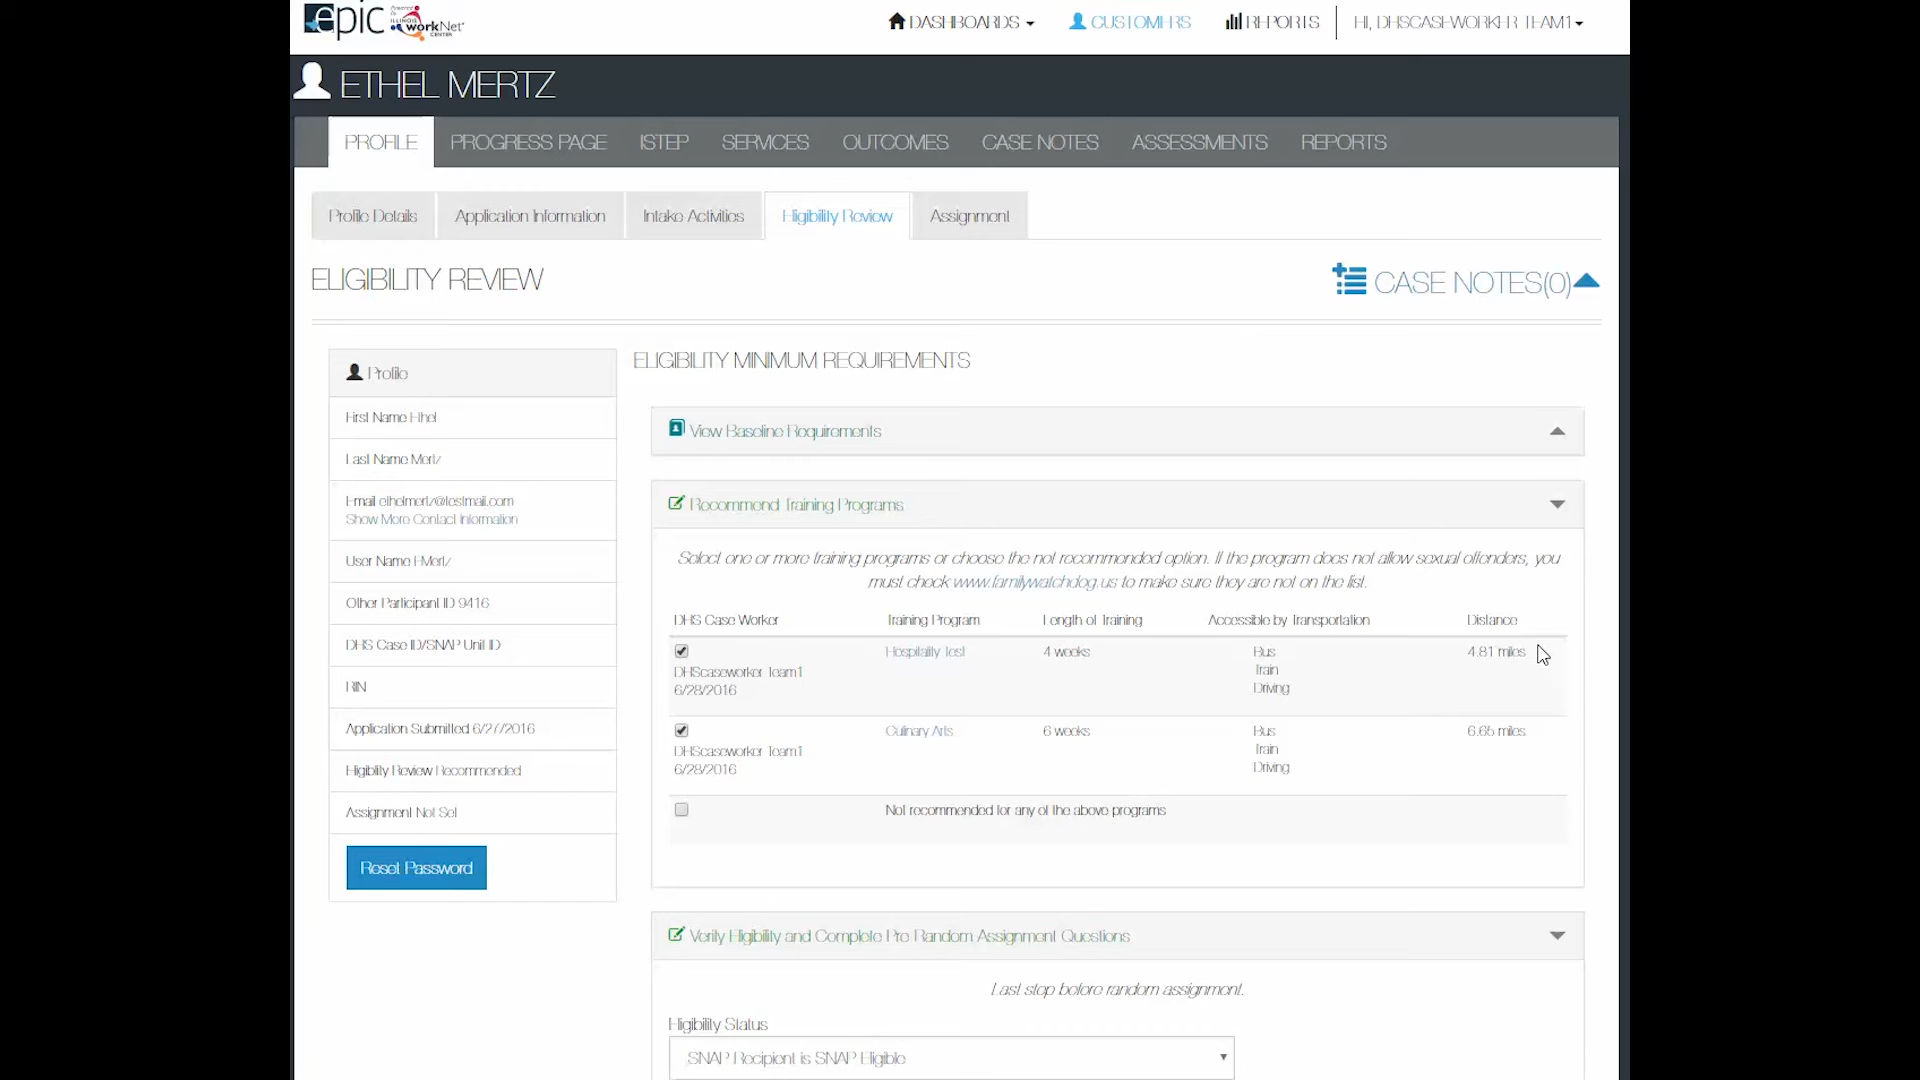 epic Powered by ILLINOIS workNet CENTER
DASHBOARDS CUSTOMERS REPORTS HI, DHSCASEWORKER TEAM1
ETHEL MERTZ
PROFILE PROGRESS PAGE ISTEP SERVICES OUTCOMES CASE NOTES ASSESSMENTS REPORTS
Profile Details Application Information Intake Activities Eligibility Review Assignment
ELIGIBILITY REVIEW
CASE NOTES(0)
Profile
First Name Ethel
Last Name Mertz
Email ethelmertz@testmail.com
Show More Contact Information
User Name EMertz
Other Participant ID 9416
DHS Case ID/SNAP Unit ID
RIN
Application Submitted 6/27/2016
Eligiblity Review Recommended
Assignment Not Set
Reset Password
ELIGIBILITY MINIMUM REQUIREMENTS
View Baseline Requirements
Recommend Training Programs
Select one or more training programs or choose the not recommended option. If the program does not allow sexual offenders, you
must check www.familywatchdog.us to make sure they are not on the list.
DHS Case Worker Training Program Length of Training Accessible by Transportation Distance
Hospitality Test 4 weeks Bus 4.81 miles
DHScaseworker Team1 Train
6/28/2016 Driving
Culinary Arts 6 weeks Bus 6.65 miles
DHScaseworker Team1 Train
6/28/2016 Driving
Not recommended for any of the above programs
Verify Eligibility and Complete Pre Random Assignment Questions
Last step before random assignment.
Eligibility Status
SNAP Recipient is SNAP Eligible